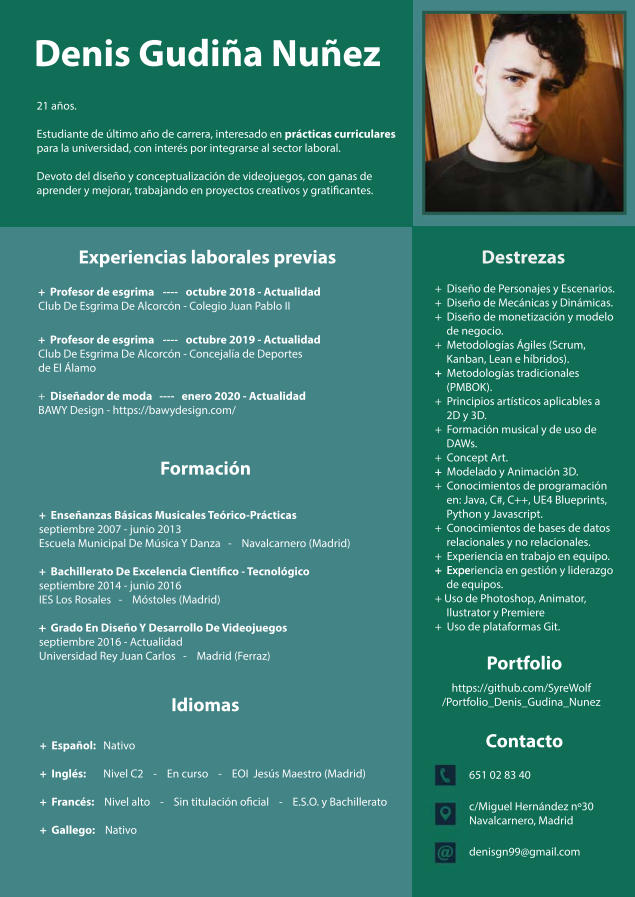 Denis Gudiña Nuñez
21 años.
Estudiante de último año de carrera, interesado en prácticas curriculares
para la universidad, con interés por integrarse al sector laboral.
Devoto del diseño y conceptualización de videojuegos, con ganas de
aprender y mejorar, trabajando en proyectos creativos y gratificantes.
Experiencias laborales previas
+ Profesor de esgrima ---- octubre 2018 - Actualidad
Club De Esgrima De Alcorcón - Colegio Juan Pablo II
+ Profesor de esgrima ---- octubre 2019 - Actualidad
Club De Esgrima De Alcorcón - Concejalía de Deportes
de El Álamo
+ Diseñador de moda ---- enero 2020 - Actualidad
BAWY Design - https://bawydesign.com/
Formación
+ Enseñanzas Básicas Musicales Teórico-Prácticas
septiembre 2007 - junio 2013
Escuela Municipal De Música Y Danza - Navalcarnero (Madrid)
+ Bachillerato De Excelencia Científico - Tecnológico
septiembre 2014 - junio 2016
IES Los Rosales - Móstoles (Madrid)
+ Grado En Diseño Y Desarrollo De Videojuegos
septiembre 2016 - Actualidad
Universidad Rey Juan Carlos - Madrid (Ferraz)
Idiomas
+ Español: Nativo
+ Inglés: Nivel C2 - En curso - EOI Jesús Maestro (Madrid)
+ Francés: Nivel alto - Sin titulación oficial - E.S.O. y Bachillerato
+ Gallego: Nativo
Destrezas
+ Diseño de Personajes y Escenarios.
+ Diseño de Mecánicas y Dinámicas.
+ Diseño de monetización y modelo
de negocio.
+ Metodologías Ágiles (Scrum,
Kanban, Lean e híbridos).
+ Metodologías tradicionales
(PMBOK).
+ Principios artísticos aplicables a
2D y 3D.
+ Formación musical y de uso de
DAWs.
+ Concept Art.
+ Modelado y Animación 3D.
+ Conocimientos de programación
en: Java, C#, C++, UE4 Blueprints,
Python y Javascript.
+ Conocimientos de bases de datos
relacionales y no relacionales.
+ Experiencia en trabajo en equipo.
+ Experiencia en gestión y liderazgo
de equipos.
+ Uso de Photoshop, Animator,
Ilustrator y Premiere
+ Uso de plataformas Git.
Portfolio
https://github.com/SyreWolf
/Portfolio_Denis_Gudina_Nunez
Contacto
651 02 83 40
c/Miguel Hernández nº30
Navalcarnero, Madrid
@ denisgn99@gmail.com